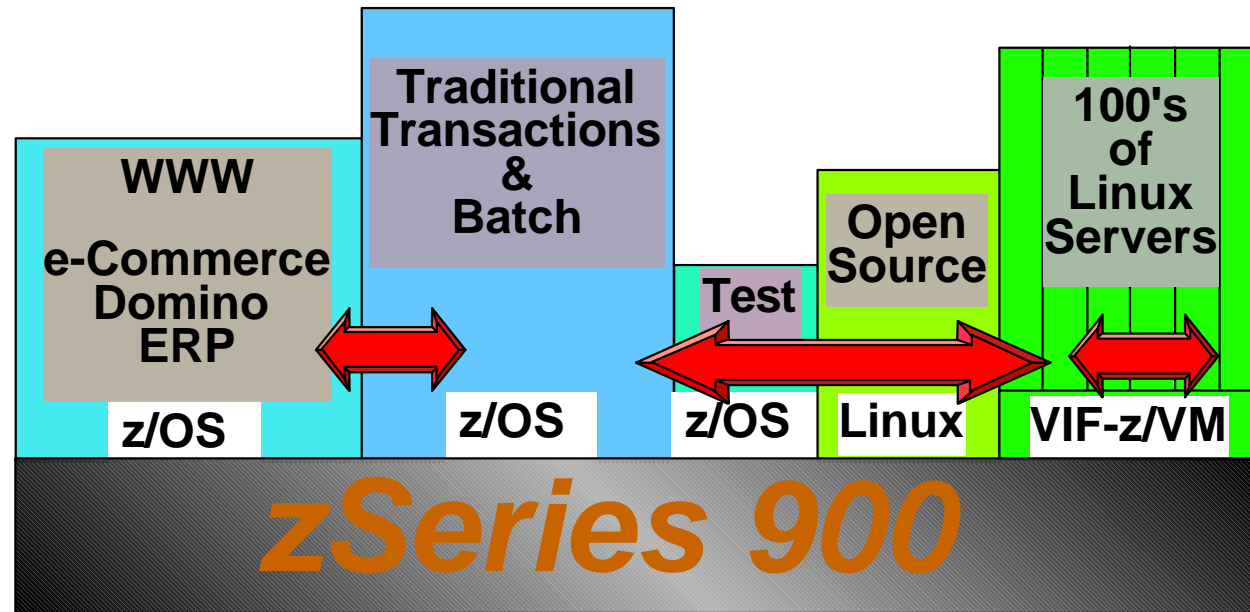 WWW
e-Commerce
Domino
ERP
z/OS
Traditional
Transactions
&
Batch
z/OS
Test
z/OS
Open
Source
Linux
100's
of
Linux
Servers
VIF-z/VM
zSeries 900